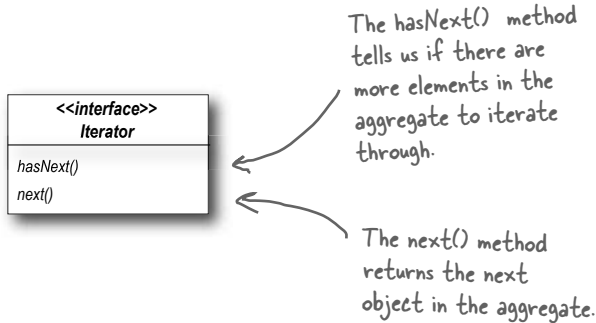 The hasNext() method
tells us if there are
more elements in the
aggregate to iterate
through.
<<interface>>
Iterator
hasNext()
next()
The next() method
returns the next
object in the aggregate.